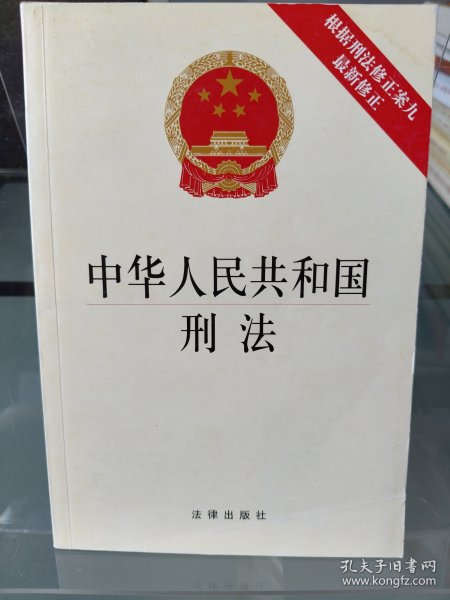 根据刑法修正案九
最新修正
中华人民共和国
刑法
法律出版社
孔夫子旧书网
www.kongfz.com